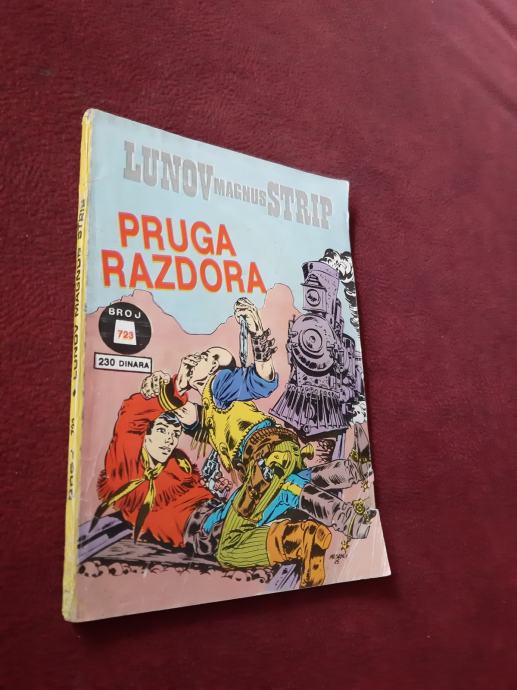 LUNOV MAGNUS STRIP
PRUGA
RAZDORA
BROJ
723
230 DINARA
LUNOV MAGNUS STRIP